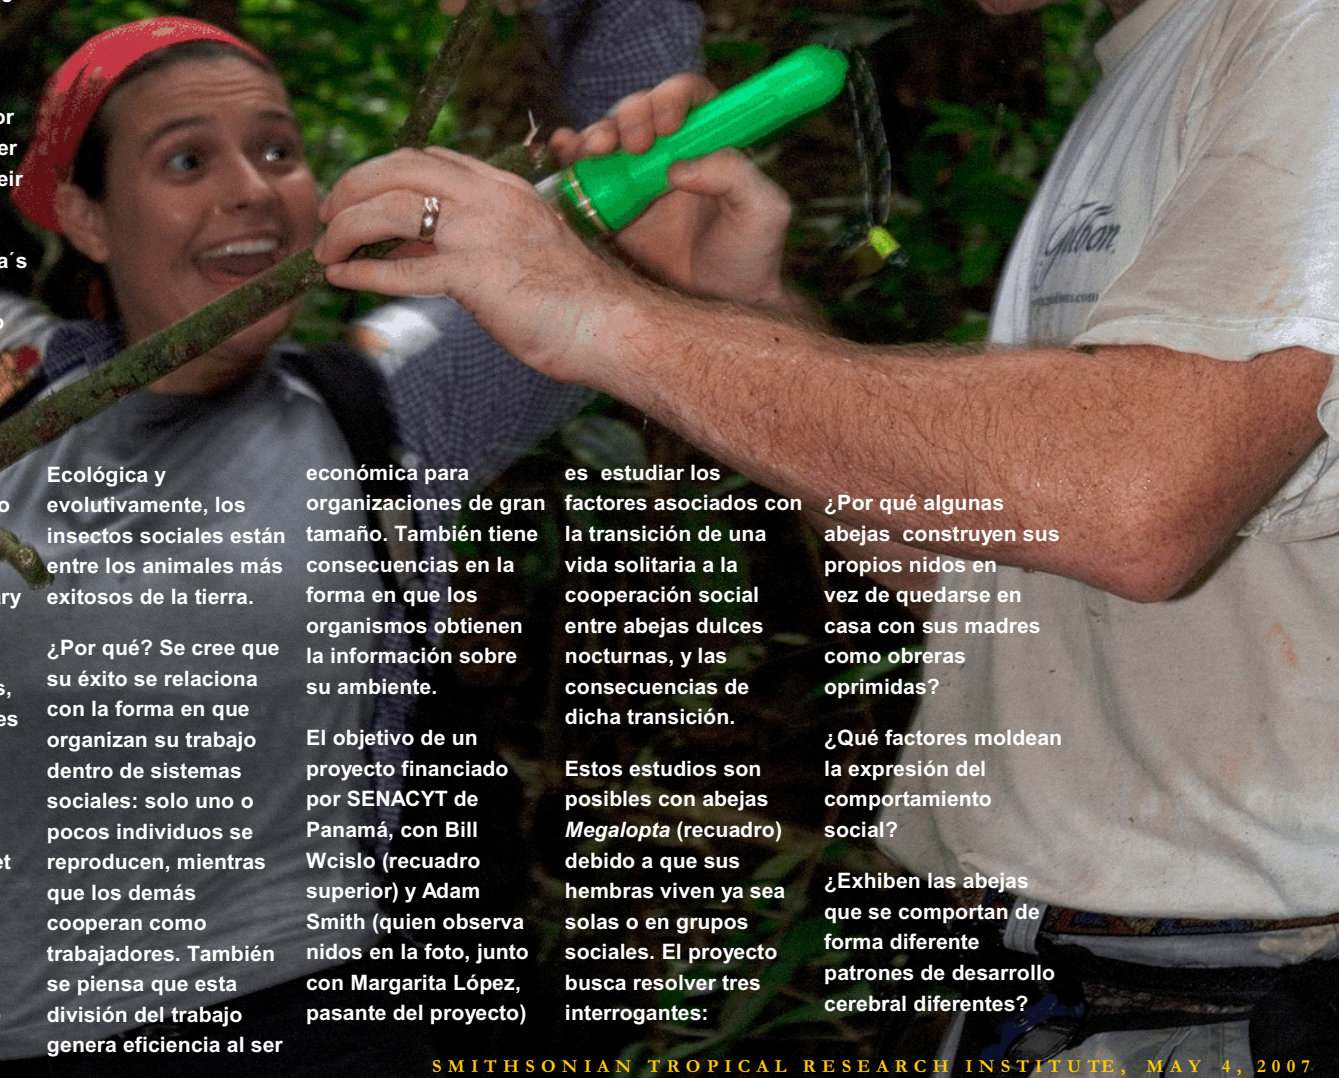 or
er
eir
a´s
o
o
ary
s,
es
et
Ecológica y
evolutivamente, los
insectos sociales están
entre los animales más
exitosos de la tierra.
¿Por qué? Se cree que
su éxito se relaciona
con la forma en que
organizan su trabajo
dentro de sistemas
sociales: solo uno o
pocos individuos se
reproducen, mientras
que los demás
cooperan como
trabajadores. También
se piensa que esta
división del trabajo
genera eficiencia al ser
económica para
organizaciones de gran
tamaño. También tiene
consecuencias en la
forma en que los
organismos obtienen
la información sobre
su ambiente.
El objetivo de un
proyecto financiado
por SENACYT de
Panamá, con Bill
Wcislo (recuadro
superior) y Adam
Smith (quien observa
nidos en la foto, junto
con Margarita López,
pasante del proyecto)
es  estudiar los
factores asociados con
la transición de una
vida solitaria a la
cooperación social
entre abejas dulces
nocturnas, y las
consecuencias de
dicha transición.
Estos estudios son
posibles con abejas
Megalopta (recuadro)
debido a que sus
hembras viven ya sea
solas o en grupos
sociales. El proyecto
busca resolver tres
interrogantes:
¿Por qué algunas
abejas  construyen sus
propios nidos en
vez de quedarse en
casa con sus madres
como obreras
oprimidas?
¿Qué factores moldean
la expresión del
comportamiento
social?
¿Exhiben las abejas
que se comportan de
forma diferente
patrones de desarrollo
cerebral diferentes?
SMITHSONIAN TROPICAL RESEARCH INSTITUTE, MAY 4, 2007